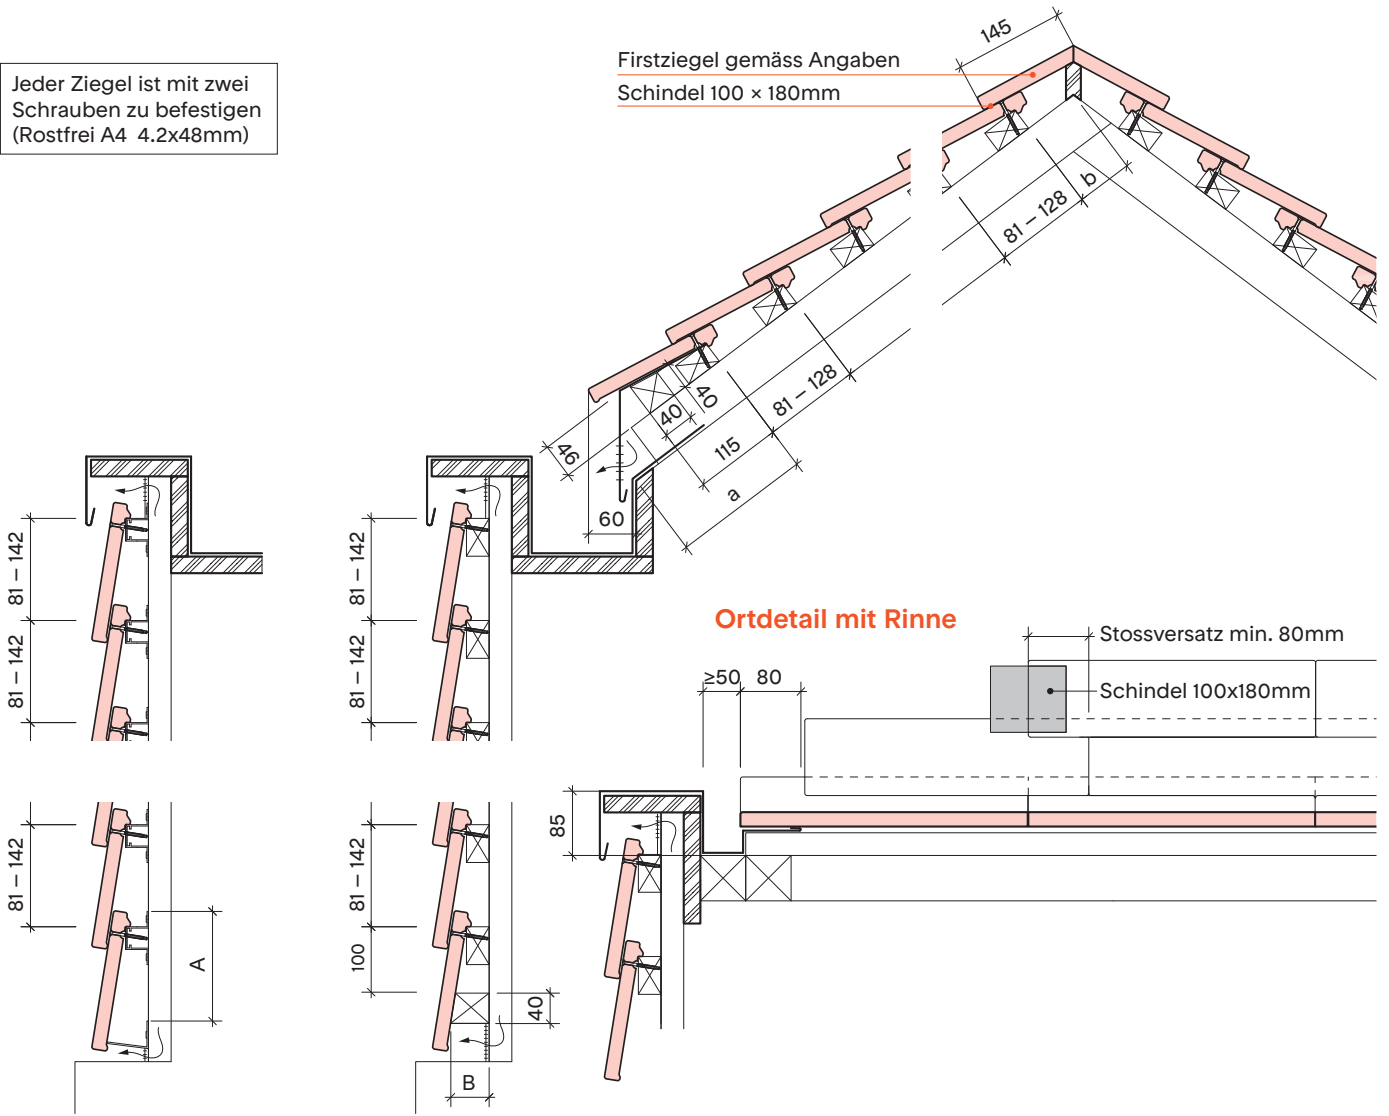 Jeder Ziegel ist mit zwei
Schrauben zu befestigen
(Rostfrei A4 4.2x48mm)
Firstziegel gemäss Angaben
Schindel 100 × 180mm
145
b
81 – 128
81 – 128
40
40
46
115
a
60
81 – 142
81 – 142
81 – 142
A
81 – 142
81 – 142
81 – 142
100
40
B
Ortdetail mit Rinne
Stossversatz min. 80mm
≥50 80
Schindel 100x180mm
85